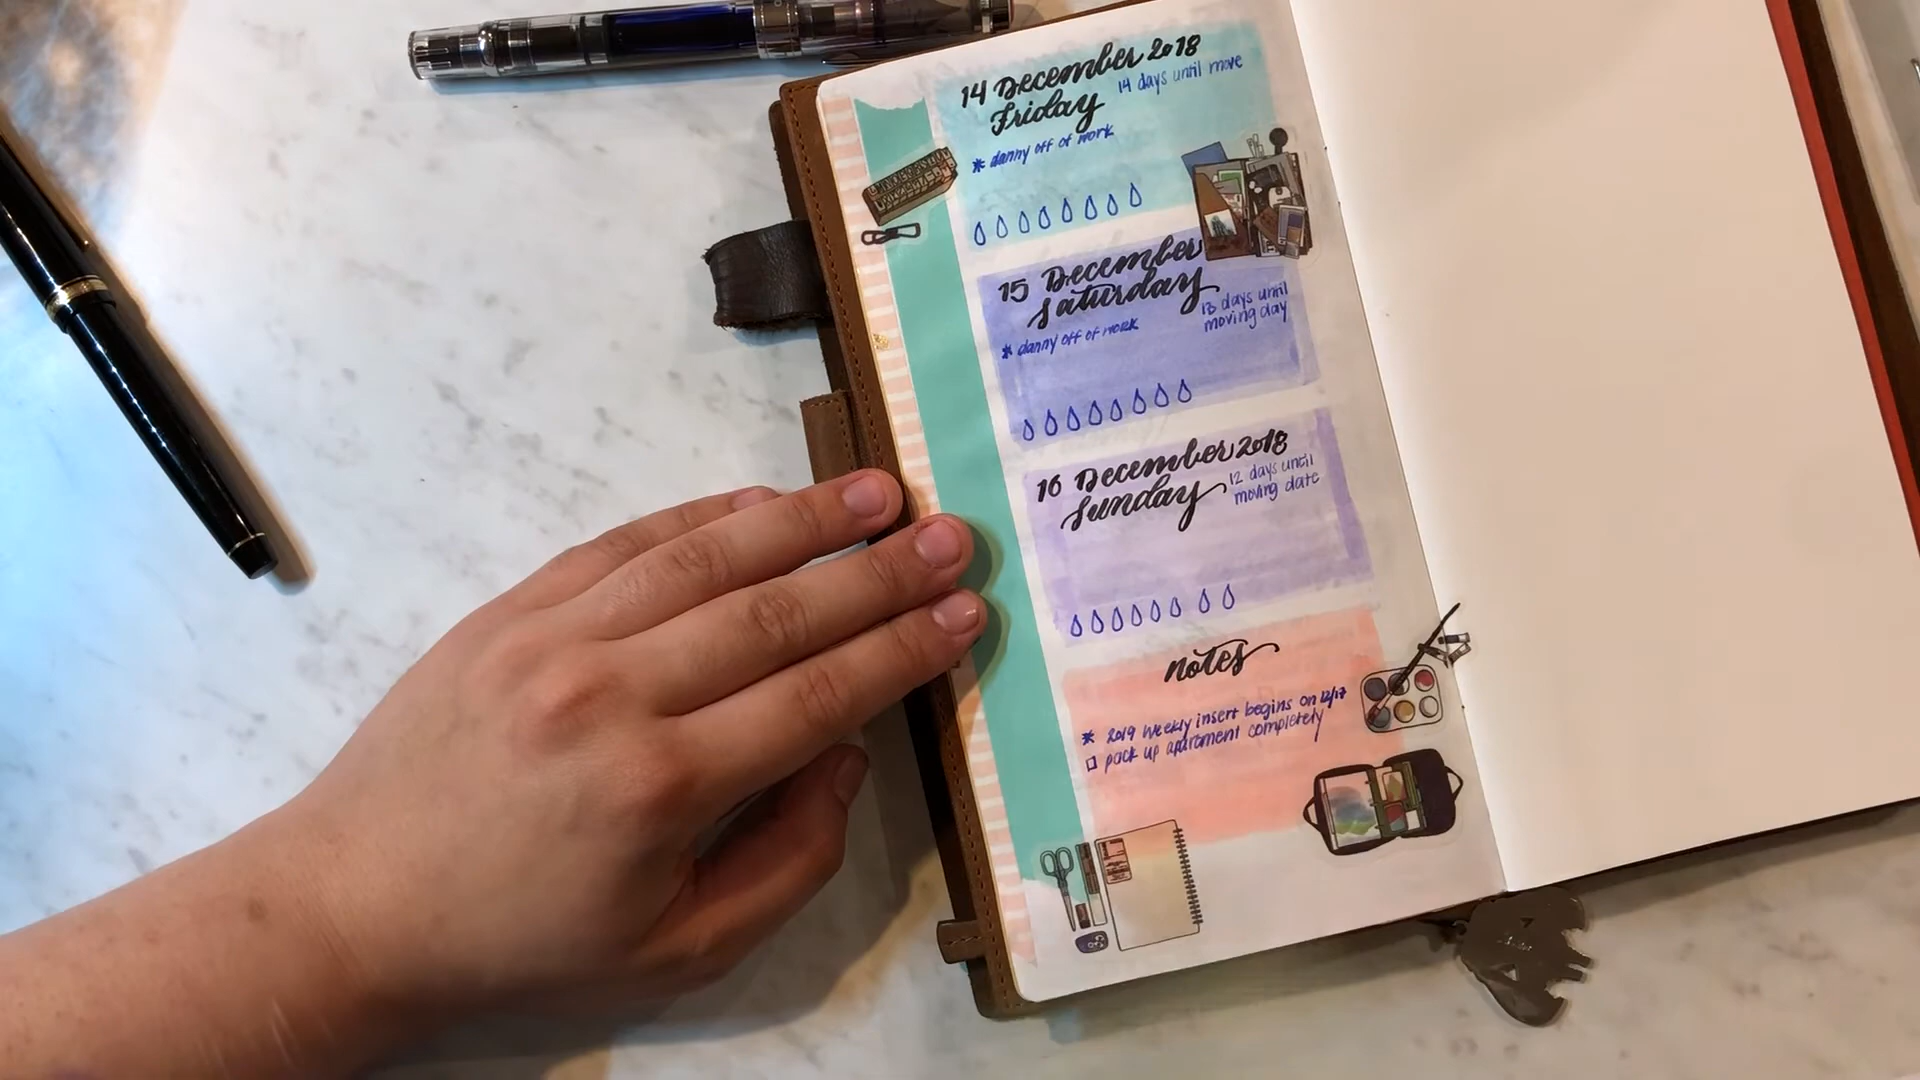 14 December 2018
Friday
14 days until move
* danny off of work
15 December
Saturday
13 days until
moving day
* danny off of work
16 December 2018
Sunday
12 days until
moving date
notes
* 2019 weekly insert begins on 12/17
□ pack up apartment completely